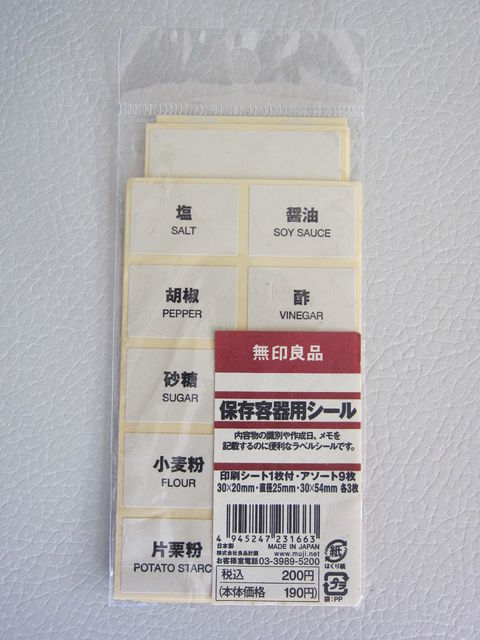 塩
SALT
醤油
SOY SAUCE
胡椒
PEPPER
酢
VINEGAR
砂糖
SUGAR
小麦粉
FLOUR
片栗粉
POTATO STARC
無印良品
保存容器用シール
内容物の識別や作成日、メモを
記載するのに便利なラベルシールです。
印刷シート1枚付・アソート9枚
30×20mm・直径25mm・30×54mm 各3枚
4 945247 231663
日本製 MADE IN JAPAN
株式会社良品計画 www.muji.net
お客様室電話03-3989-5200
税込 200円
(本体価格 190円)
紙
はくり紙
プラ
袋:PP